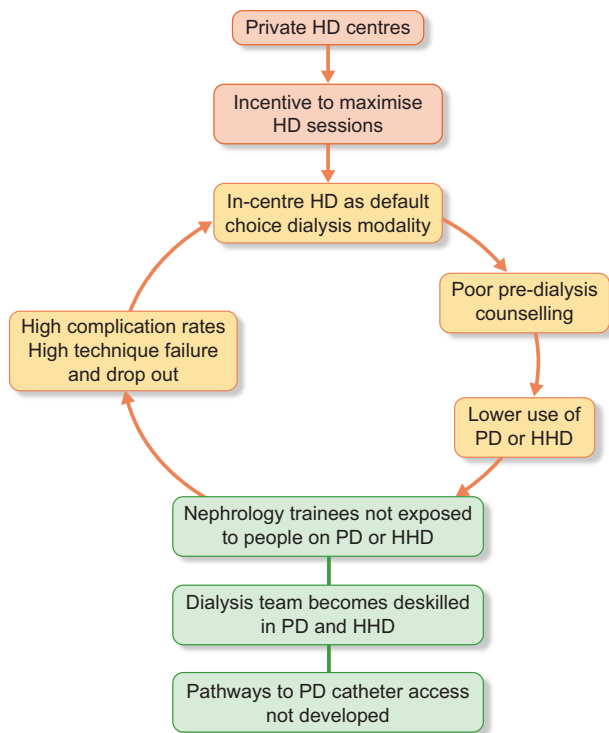 Private HD centres
Incentive to maximise
HD sessions
In-centre HD as default
choice dialysis modality
Poor pre-dialysis
counselling
Lower use of
PD or HHD
Nephrology trainees not exposed
to people on PD or HHD
Dialysis team becomes deskilled
in PD and HHD
Pathways to PD catheter access
not developed
High complication rates
High technique failure
and drop out